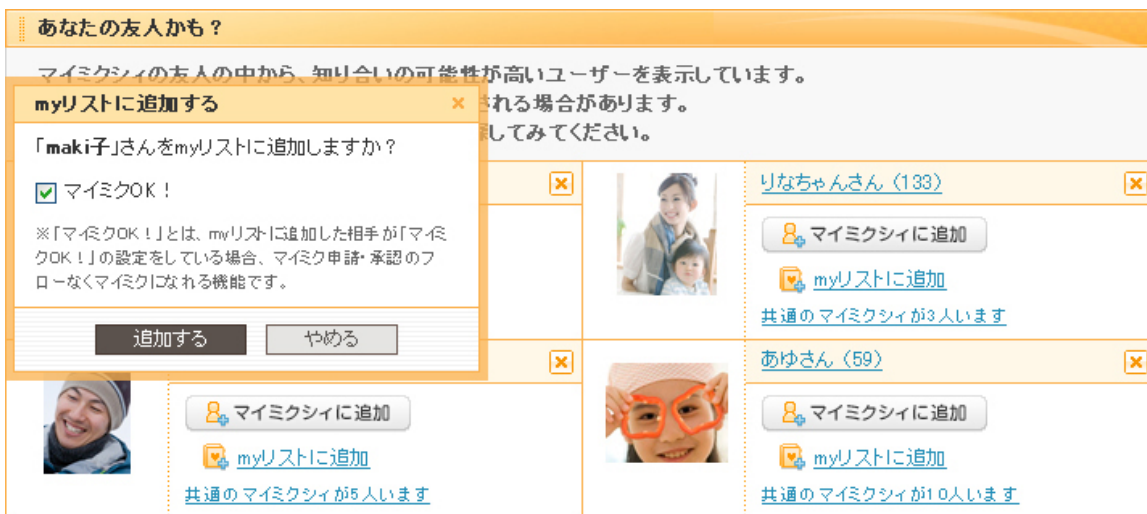 あなたの友人かも？
マイミクシィの友人の中から、知り合いの可能性が高いユーザーを表示しています。
される場合があります。
してみてください。
myリストに追加する
「maki子」さんをmyリストに追加しますか？
マイミクOK！
※「マイミクOK！」とは、myリストに追加した相手が「マイミ
クOK！」の設定をしている場合、マイミク申請・承認のフ
ローなくマイミクになれる機能です。
追加する
やめる
りなちゃんさん（133）
マイミクシィに追加
myリストに追加
共通のマイミクシィが3人います
マイミクシィに追加
myリストに追加
共通のマイミクシィが5人います
あゆさん（59）
マイミクシィに追加
myリストに追加
共通のマイミクシィが10人います